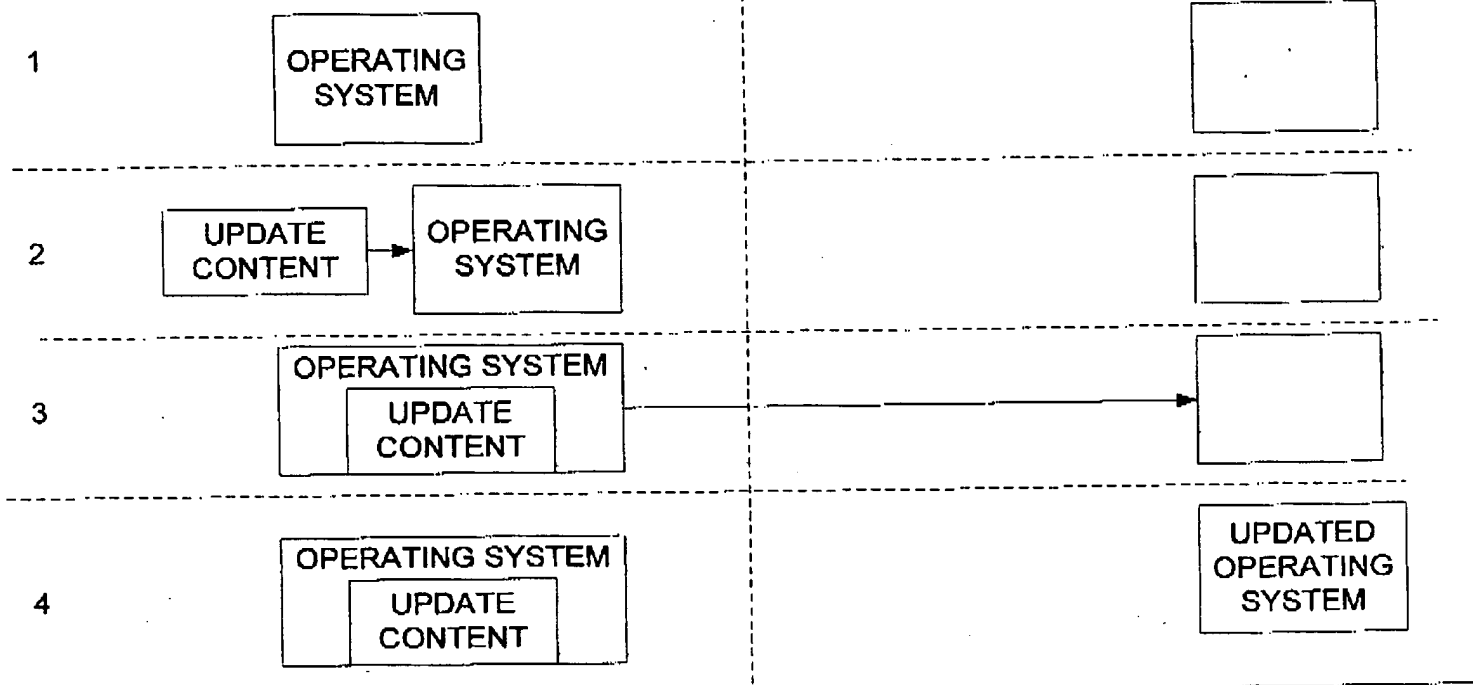 1
OPERATING
SYSTEM
2
UPDATE
CONTENT
OPERATING
SYSTEM
3
OPERATING SYSTEM
UPDATE
CONTENT
4
OPERATING SYSTEM
UPDATE
CONTENT
UPDATED
OPERATING
SYSTEM